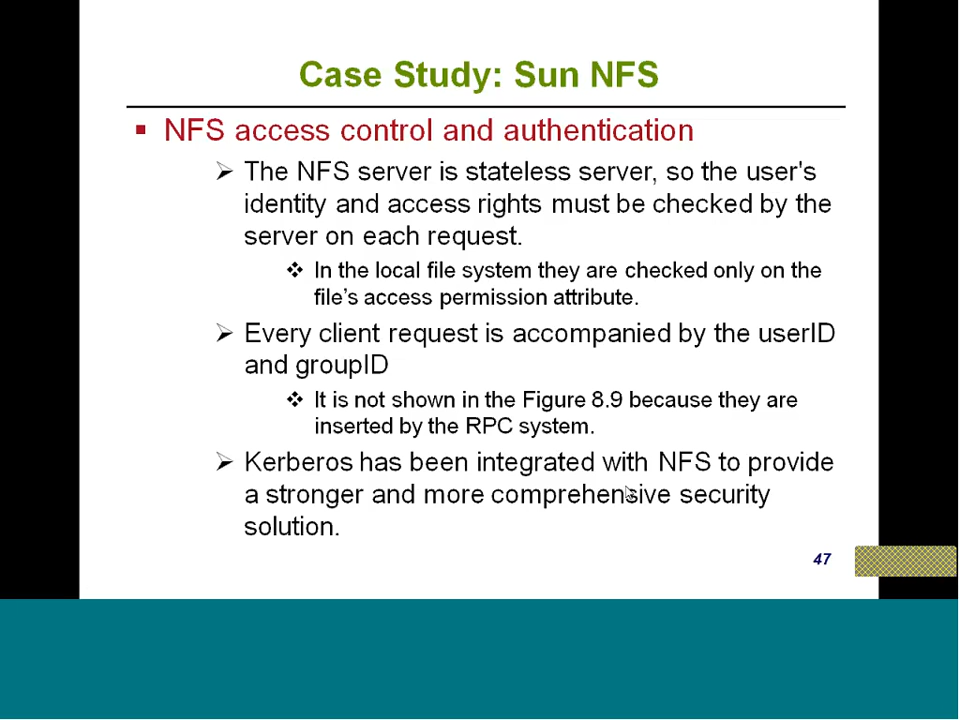 Case Study: Sun NFS
NFS access control and authentication
The NFS server is stateless server, so the user's
identity and access rights must be checked by the
server on each request.
In the local file system they are checked only on the
file’s access permission attribute.
Every client request is accompanied by the userID
and groupID
It is not shown in the Figure 8.9 because they are
inserted by the RPC system.
Kerberos has been integrated with NFS to provide
a stronger and more comprehensive security
solution.
47